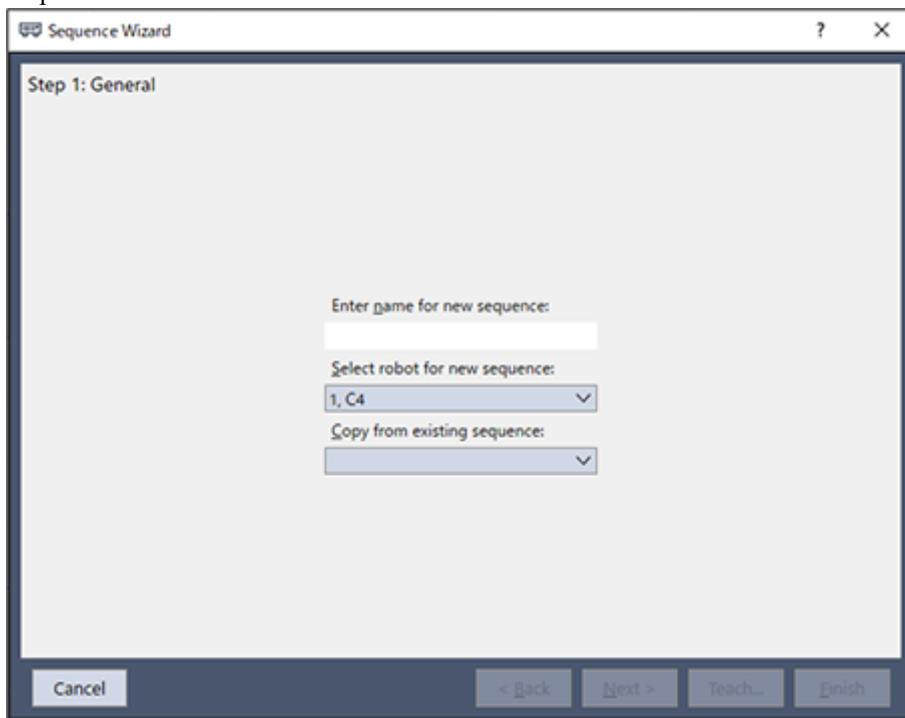 Sequence Wizard
?
Step 1: General
Enter name for new sequence:
Select robot for new sequence:
1, C4
Copy from existing sequence:
Cancel
< Back
Next >
Teach...
Finish